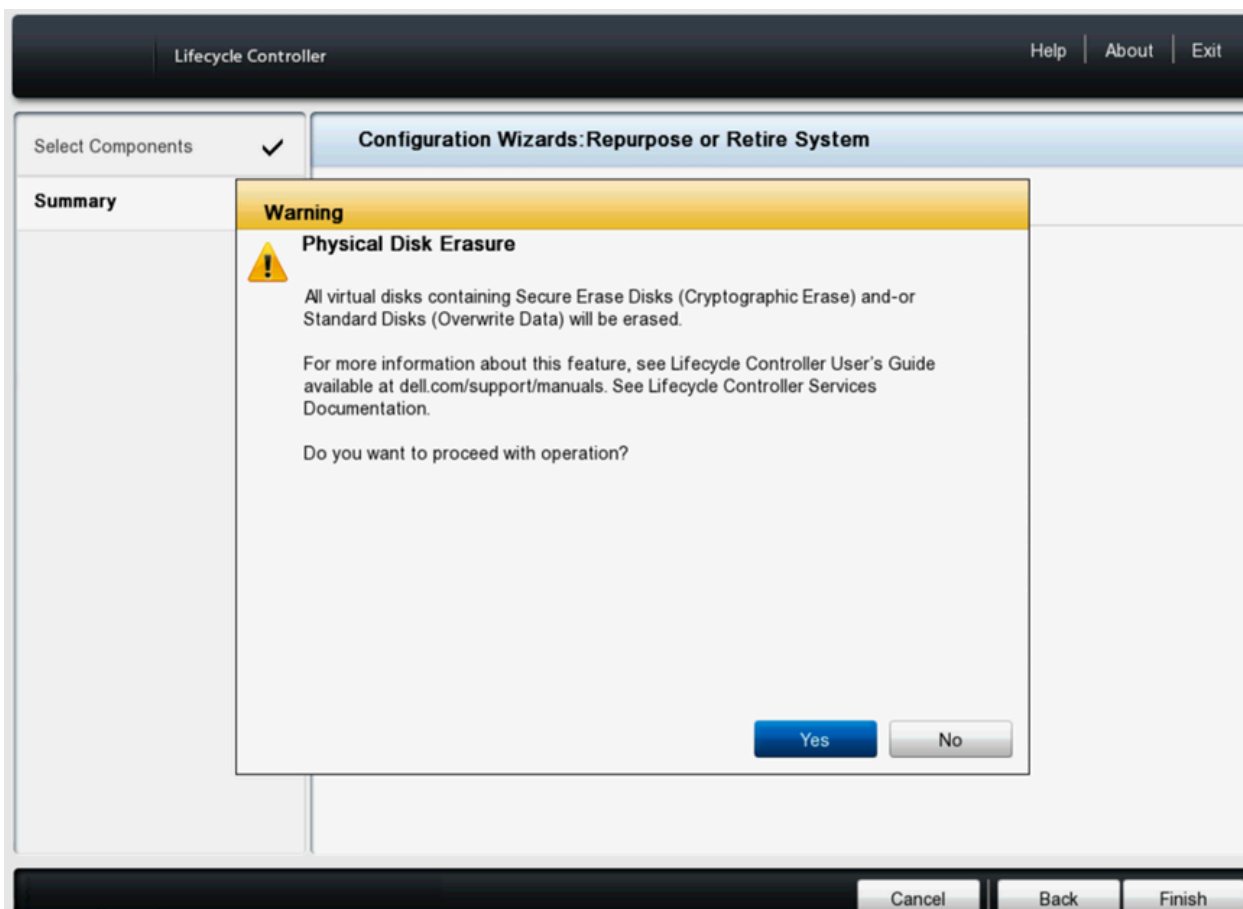 Lifecycle Controller
Help
About
Exit
Select Components
Summary
Configuration Wizards:Repurpose or Retire System
Warning
Physical Disk Erasure
All virtual disks containing Secure Erase Disks (Cryptographic Erase) and-or
Standard Disks (Overwrite Data) will be erased.
For more information about this feature, see Lifecycle Controller User's Guide
available at dell.com/support/manuals. See Lifecycle Controller Services
Documentation.
Do you want to proceed with operation?
Yes
No
Cancel
Back
Finish